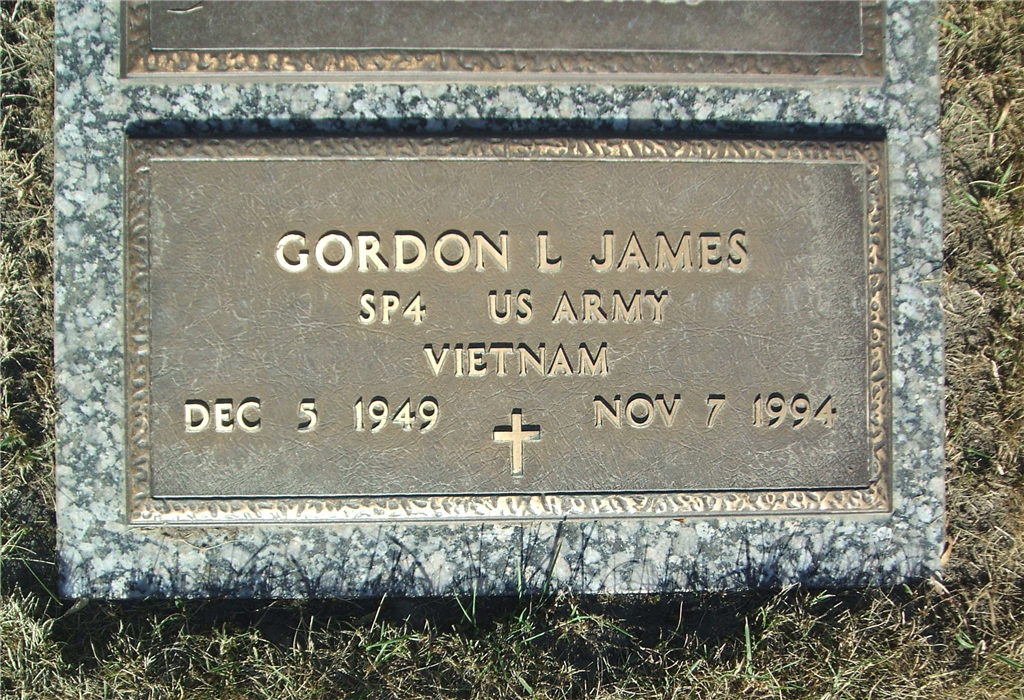 GORDON L JAMES
SP4 US ARMY
VIETNAM
DEC 5 1949 NOV 7 1994